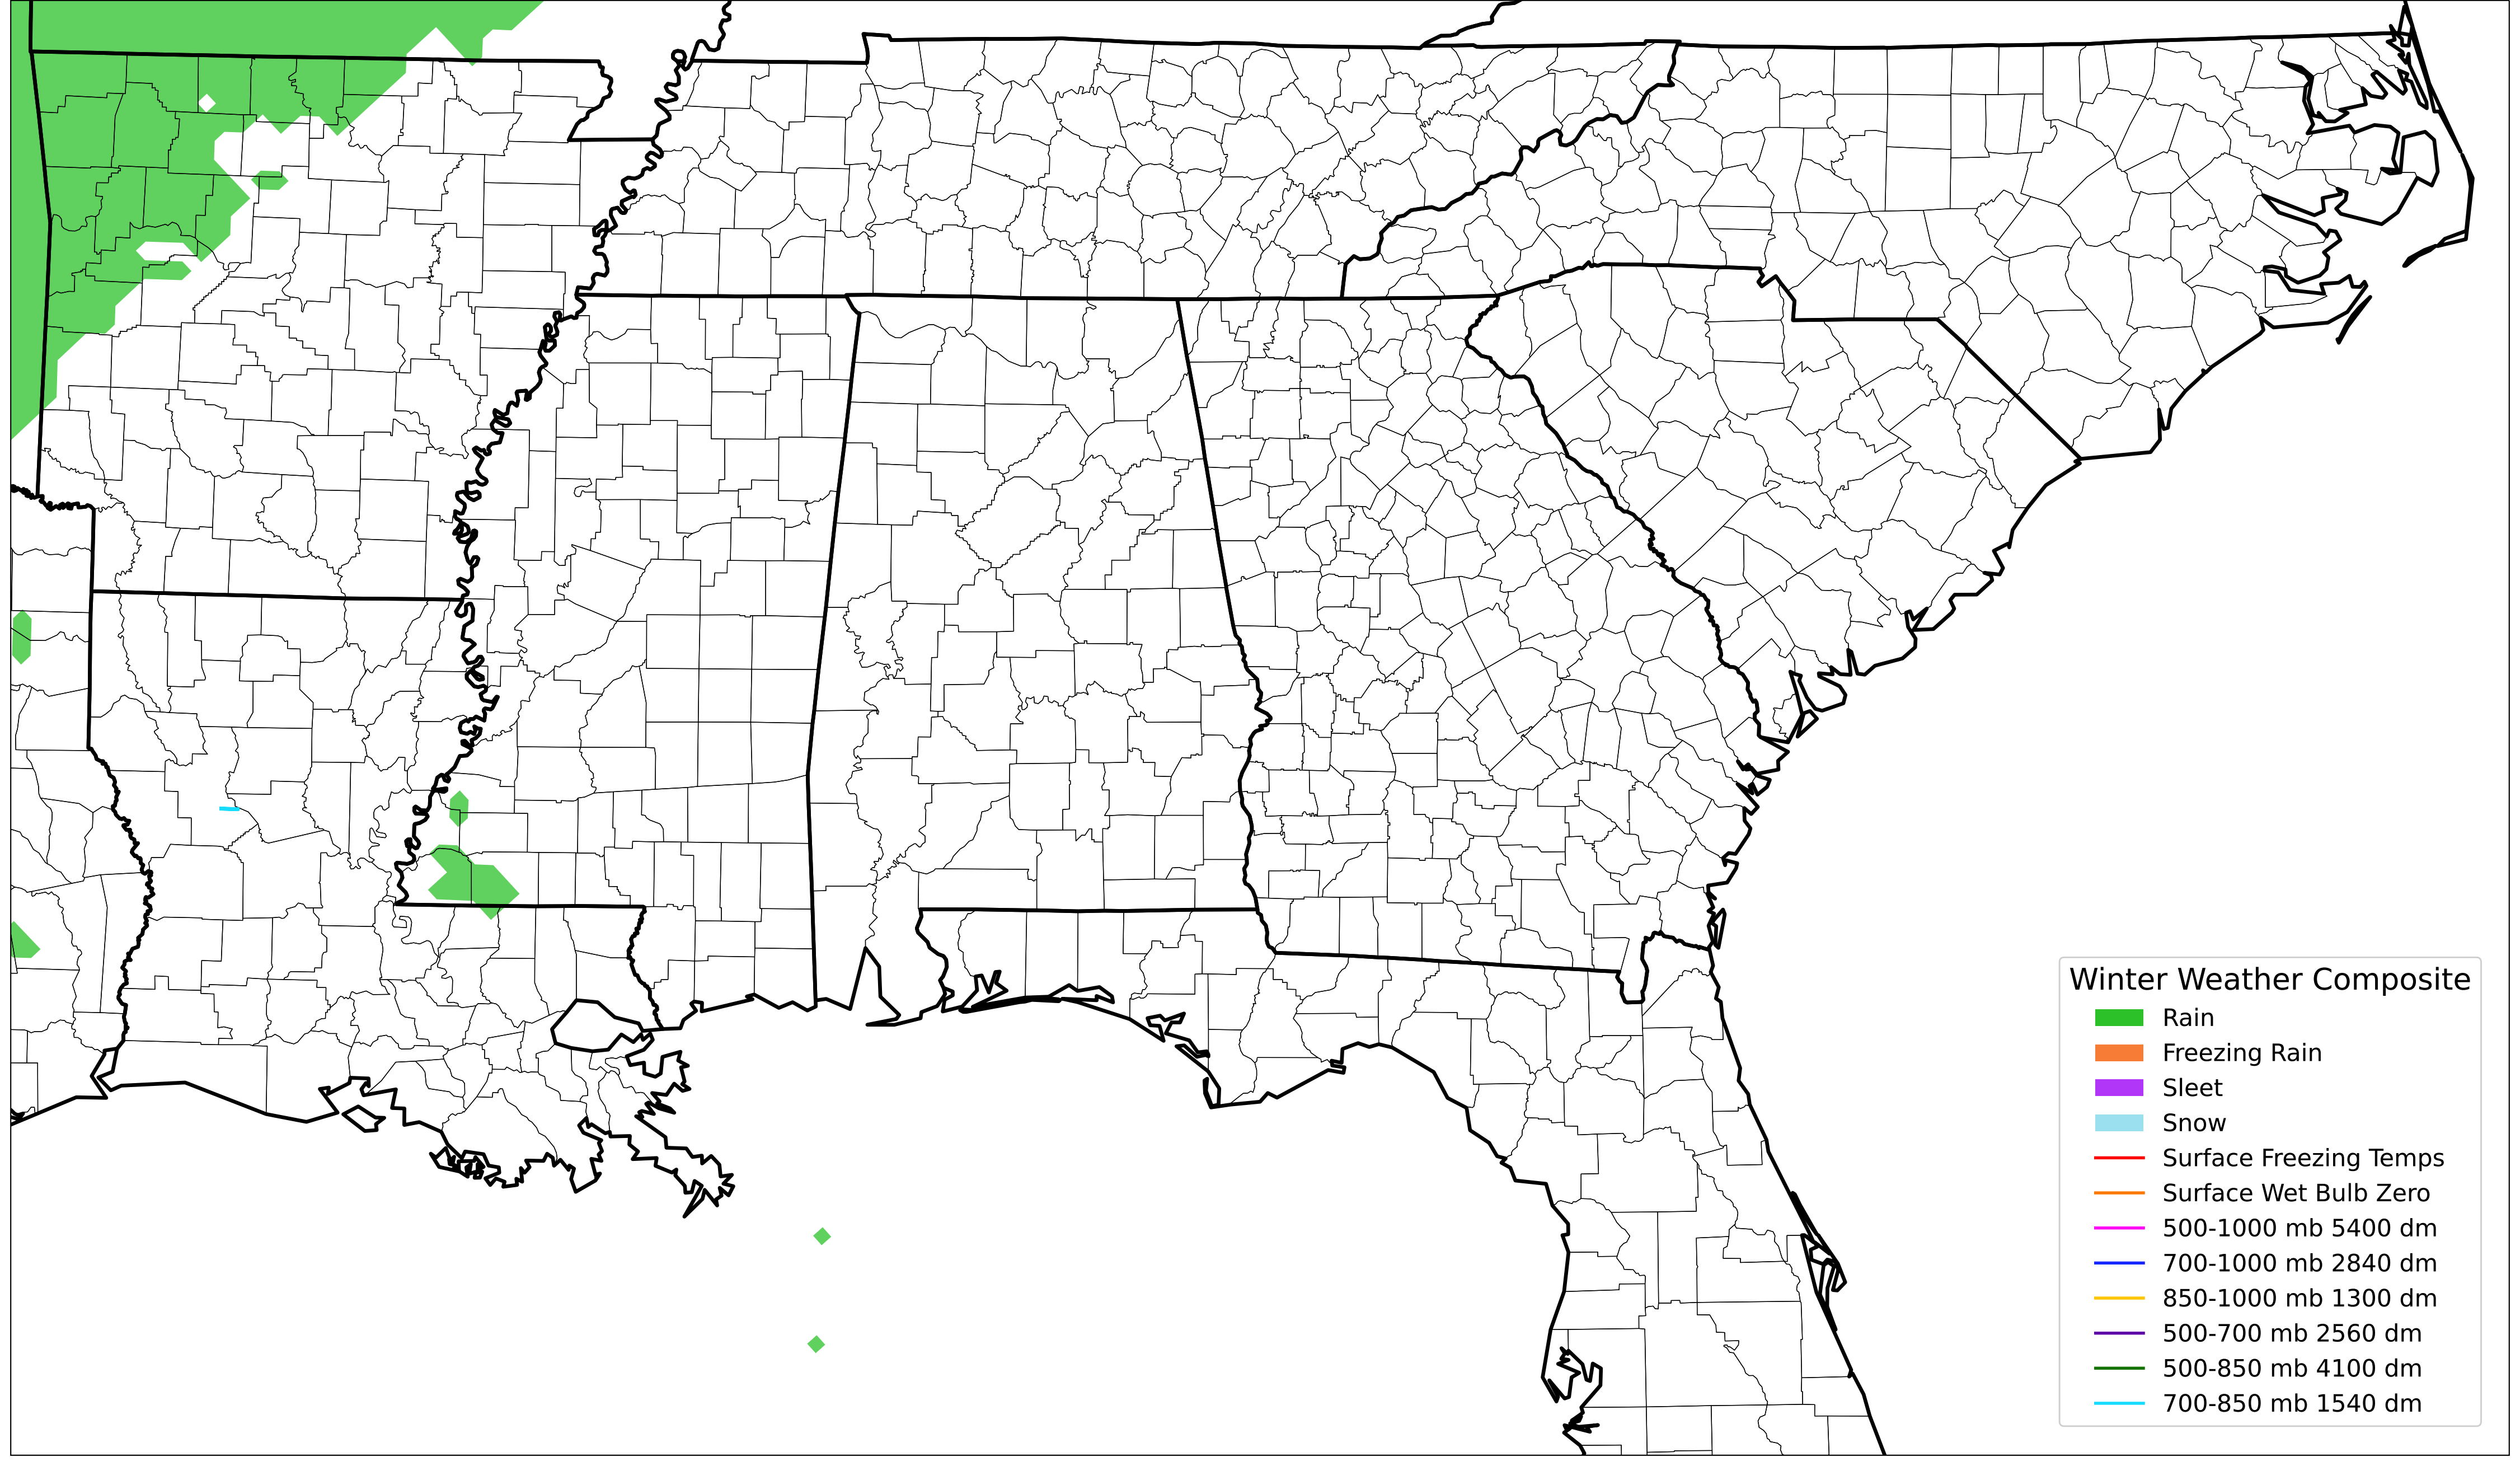 Winter Weather Composite
Rain
Freezing Rain
Sleet
Snow
Surface Freezing Temps
Surface Wet Bulb Zero
500-1000 mb 5400 dm
700-1000 mb 2840 dm
850-1000 mb 1300 dm
500-700 mb 2560 dm
500-850 mb 4100 dm
700-850 mb 1540 dm